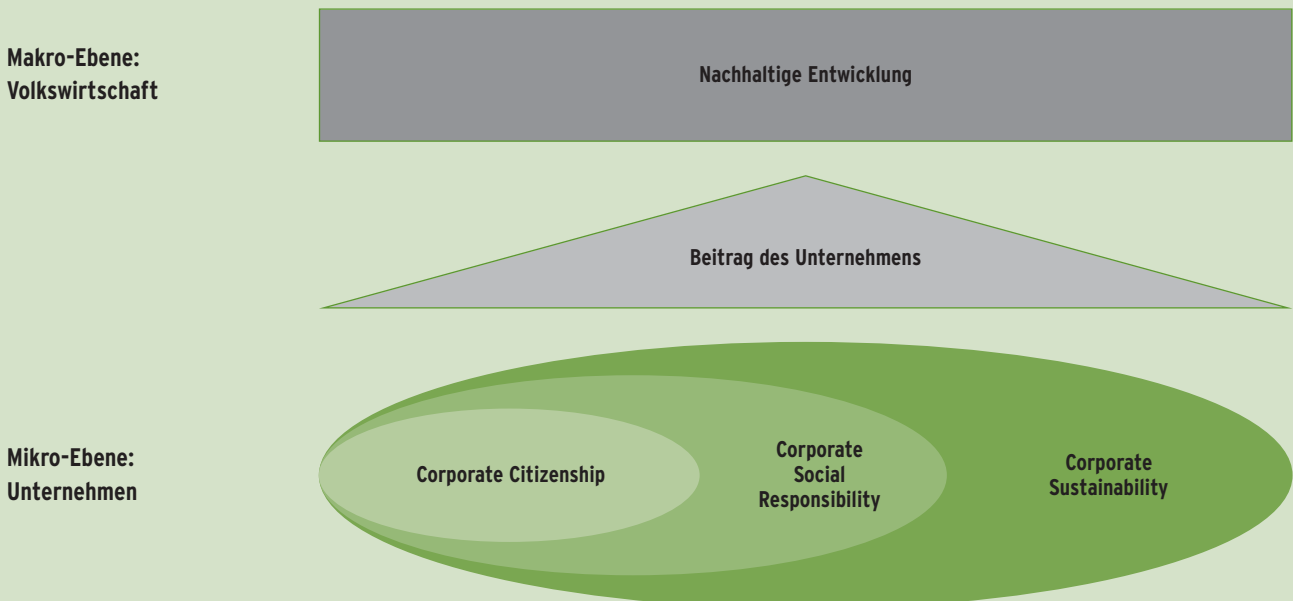 Makro-Ebene:
Volkswirtschaft
Nachhaltige Entwicklung
Beitrag des Unternehmens
Mikro-Ebene:
Unternehmen
Corporate Citizenship
Corporate
Social
Responsibility
Corporate
Sustainability